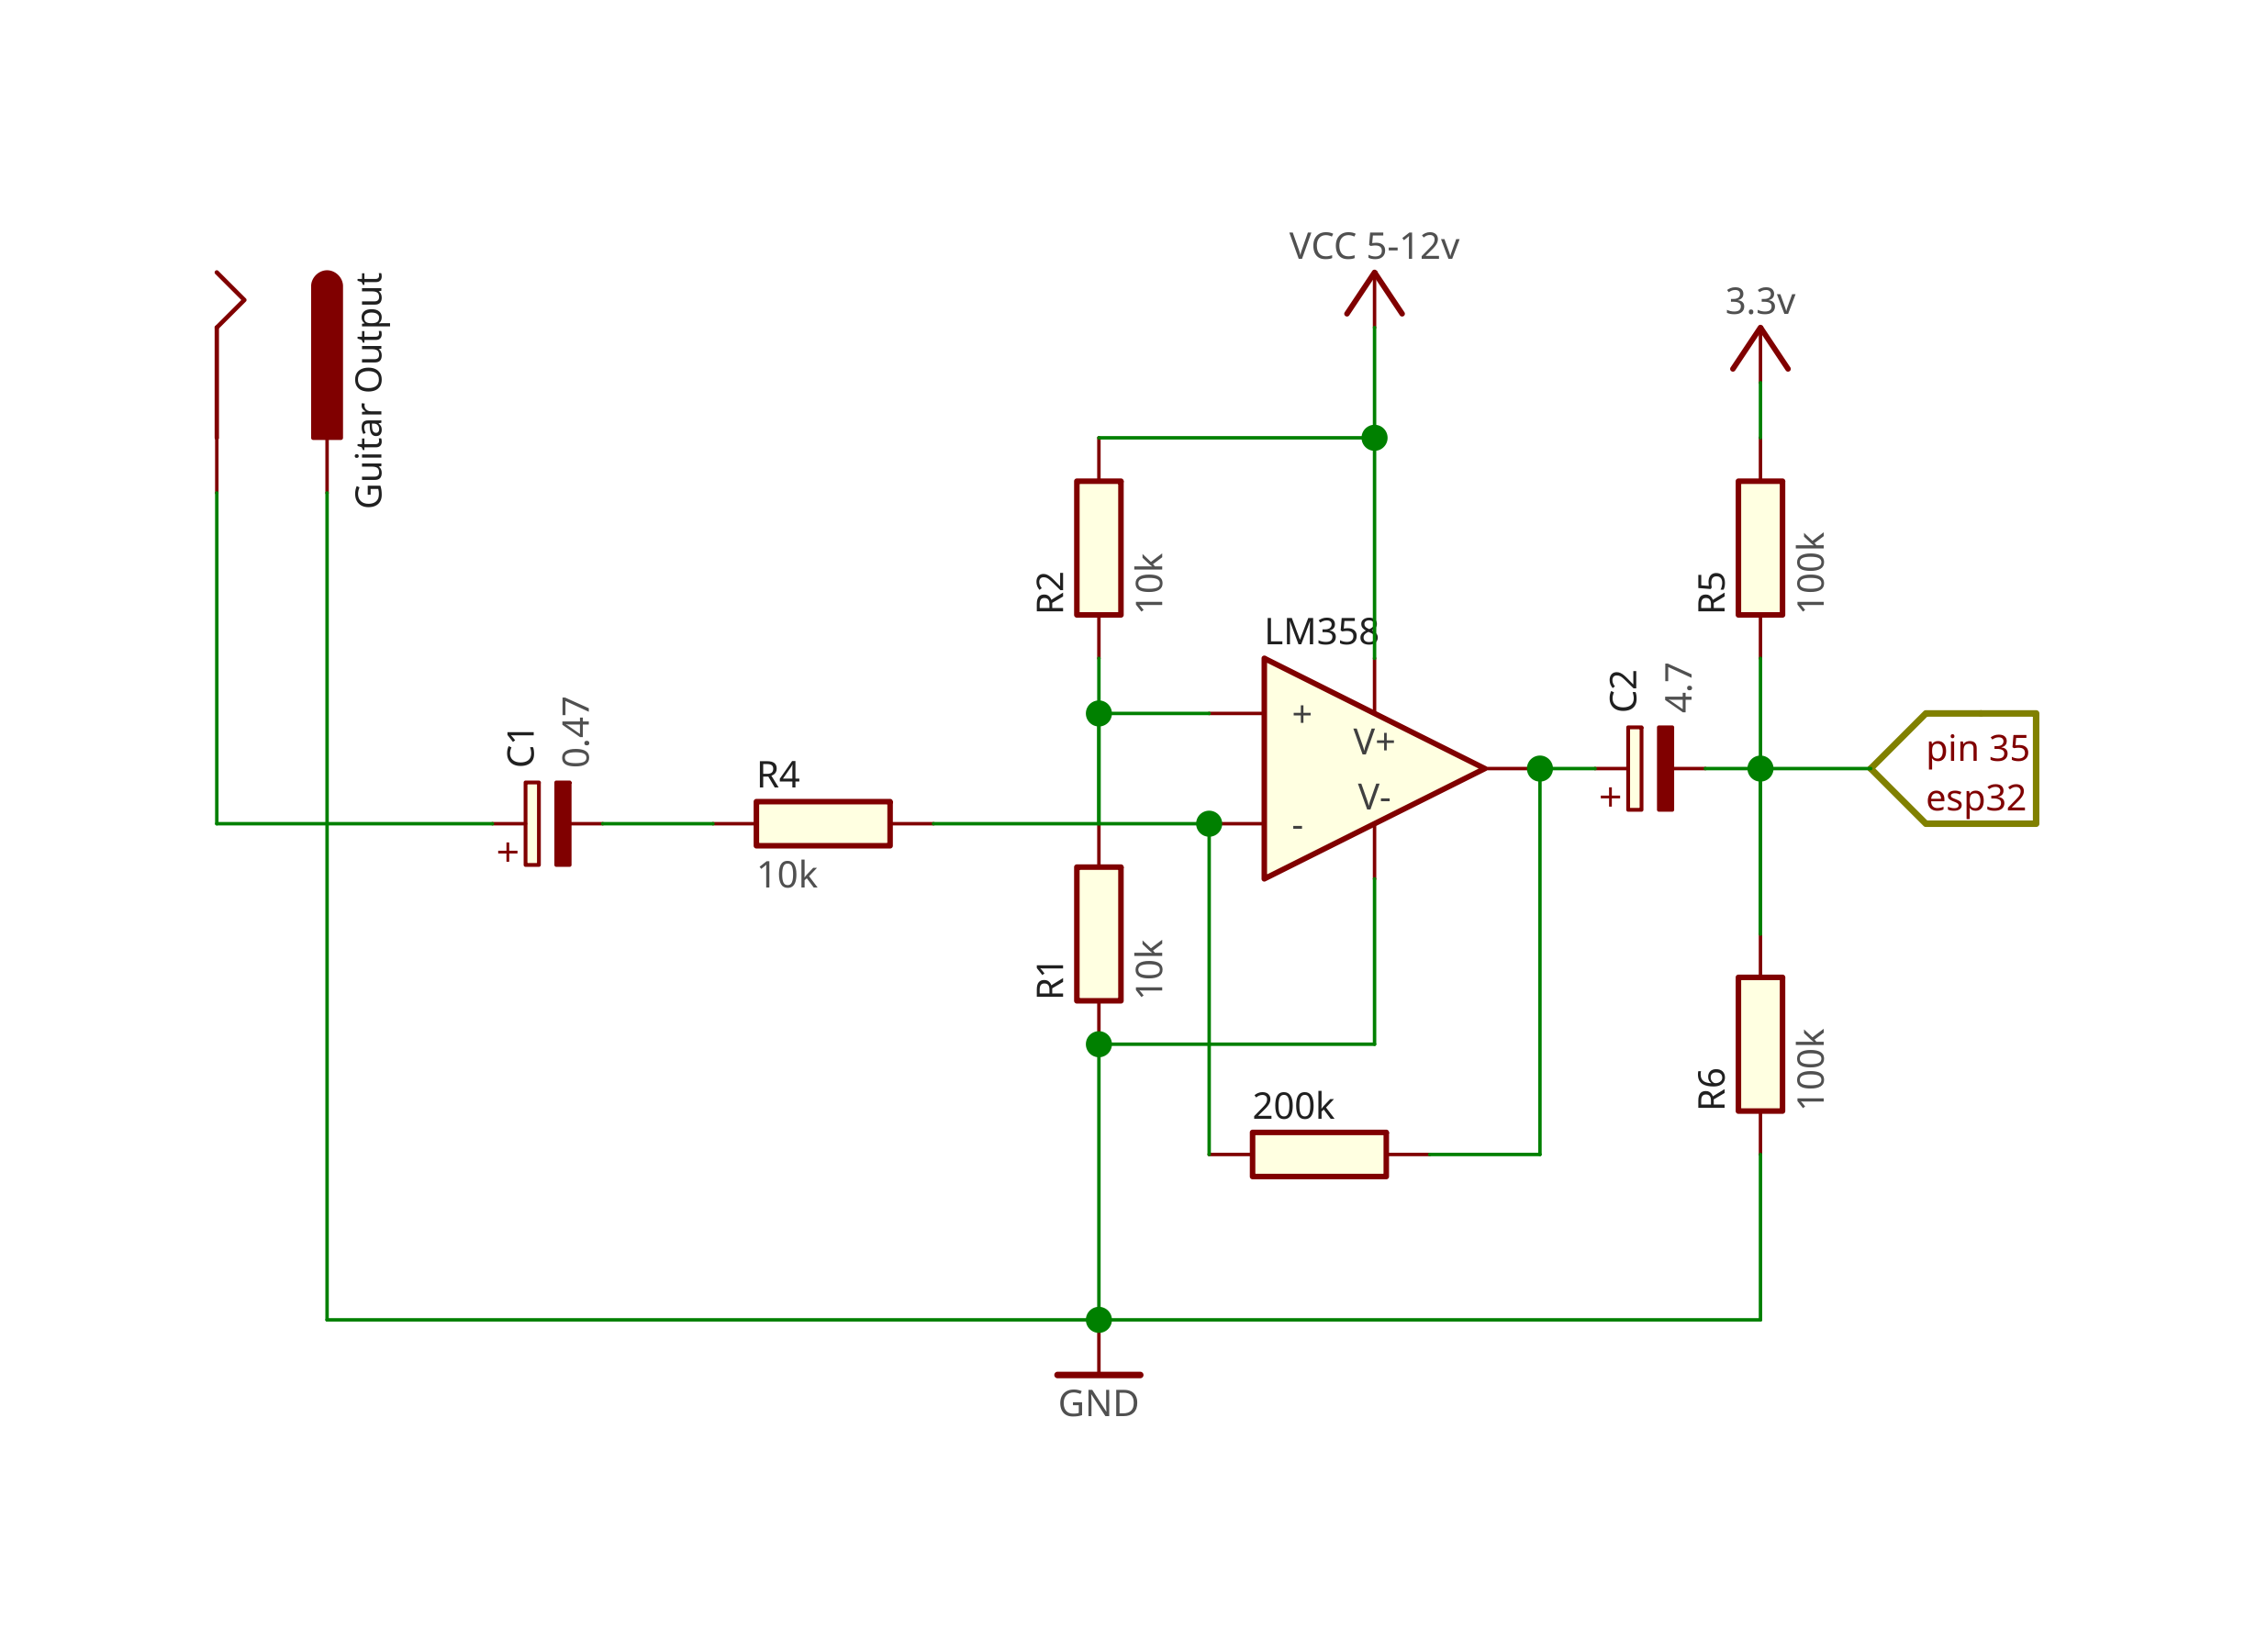 VCC 5-12v
3.3v
Guitar Output
R2
10k
R5
100k
LM358
C1
0.47
C2
4.7
+
V+
V-
-
+
+
pin 35
esp32
R4
10k
R1
10k
R6
100k
200k
GND